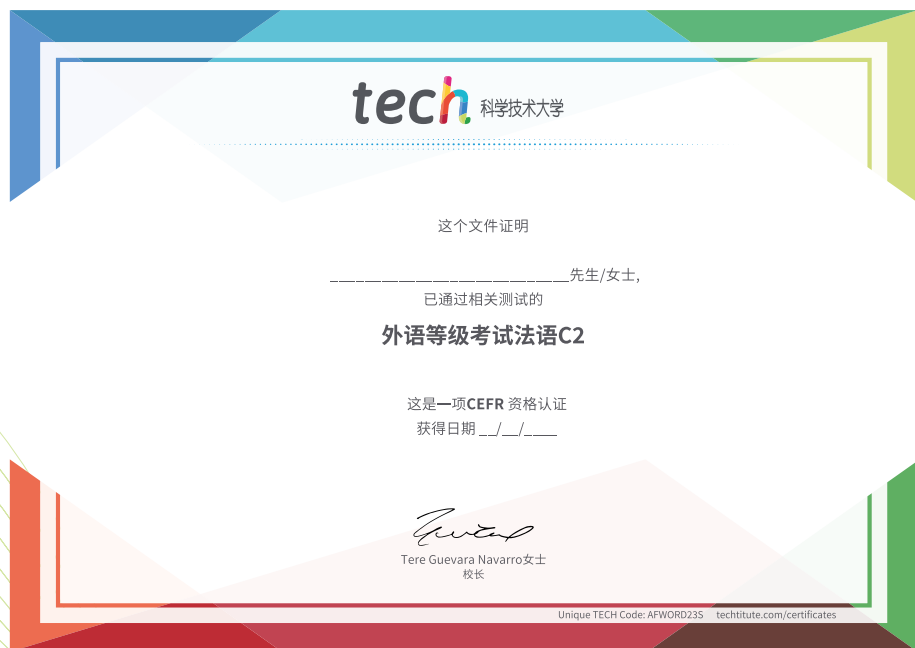 tech 科学技术大学
这个文件证明
____________________________先生/女士,
已通过相关测试的
外语等级考试法语C2
这是一项CEFR 资格认证
获得日期 __/__/____
Tere Guevara Navarro女士
校长
Unique TECH Code: AFWORD23S techtitute.com/certificates